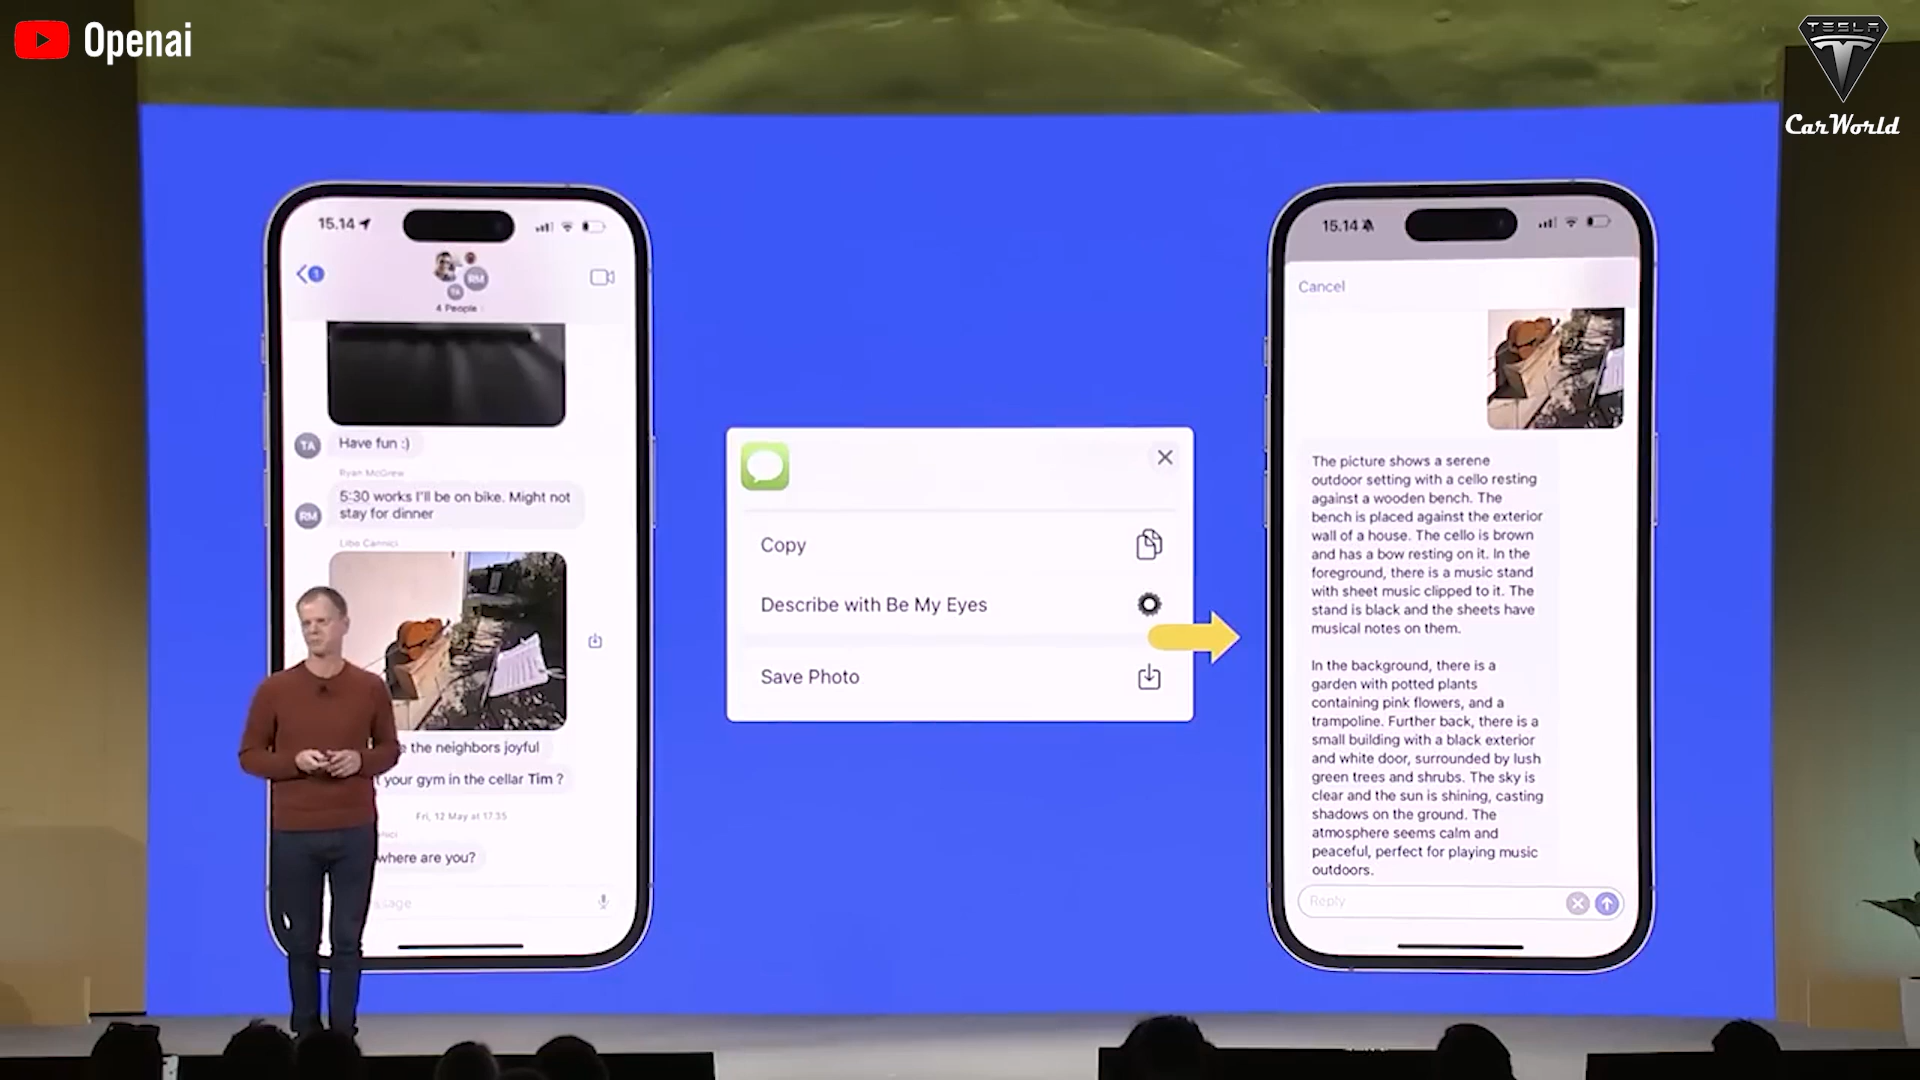 Openai
TESLA
CarWorld
15.14
1
RM
TA
4 People
TA
Have fun :)
Ryan McGrew
RM
5:30 works I'll be on bike. Might not
stay for dinner
the neighbors joyful
your gym in the cellar Tim ?
Fri, 12 May at 17.35
where are you?
Copy
Describe with Be My Eyes
Save Photo
15.14
Cancel
The picture shows a serene
outdoor setting with a cello resting
against a wooden bench. The
bench is placed against the exterior
wall of a house. The cello is brown
and has a bow resting on it. In the
foreground, there is a music stand
with sheet music clipped to it. The
stand is black and the sheets have
musical notes on them.
In the background, there is a
garden with potted plants
containing pink flowers, and a
trampoline. Further back, there is a
small building with a black exterior
and white door, surrounded by lush
green trees and shrubs. The sky is
clear and the sun is shining, casting
shadows on the ground. The
atmosphere seems calm and
peaceful, perfect for playing music
outdoors.
Reply